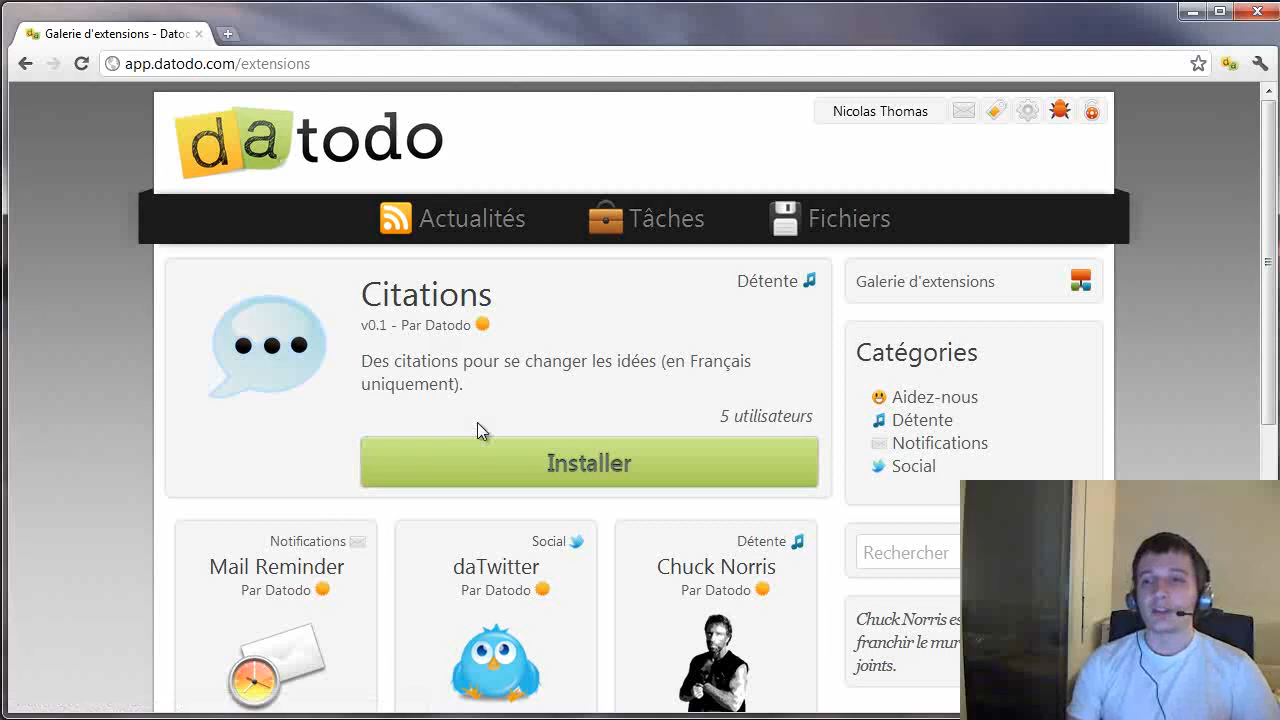 Galerie d'extensions - Datoc
app.datodo.com/extensions
datodo
Nicolas Thomas
Actualités
Tâches
Fichiers
Citations
Détente
v0.1 - Par Datodo
Des citations pour se changer les idées (en Français
uniquement).
5 utilisateurs
Installer
Galerie d'extensions
Catégories
Aidez-nous
Détente
Notifications
Social
Notifications
Mail Reminder
Par Datodo
Social
daTwitter
Par Datodo
Détente
Chuck Norris
Par Datodo
Rechercher
Chuck Norris es
franchir le mur
joints.